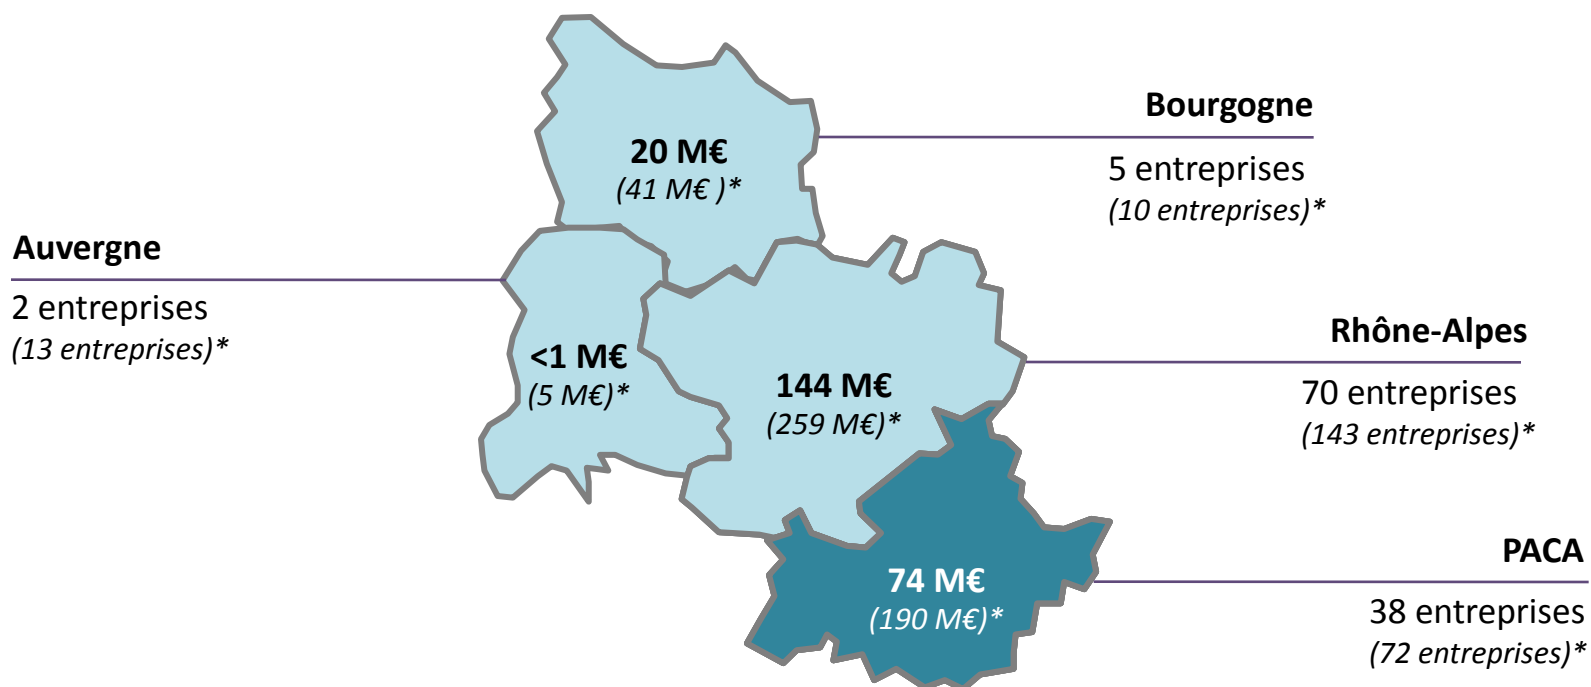 Bourgogne
20 M€
(41 M€ )*
5 entreprises
(10 entreprises)*
Auvergne
2 entreprises
(13 entreprises)*
<1 M€
(5 M€)*
Rhône-Alpes
144 M€
(259 M€)*
70 entreprises
(143 entreprises)*
PACA
74 M€
(190 M€)*
38 entreprises
(72 entreprises)*